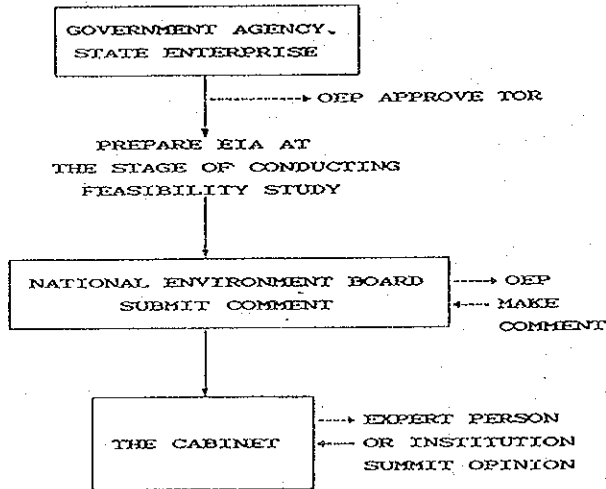 GOVERNMENT AGENCY.
STATE ENTERPRISE
OEP APPROVE TOR
PREPARE EIA AT
THE STAGE OF CONDUCTING
FEASIBILITY STUDY
NATIONAL ENVIRONMENT BOARD
SUBMIT COMMENT
OEP
MAKE
COMMENT
THE CABINET
EXPERT PERSON
OR INSTITUTION
SUMMIT OPINION